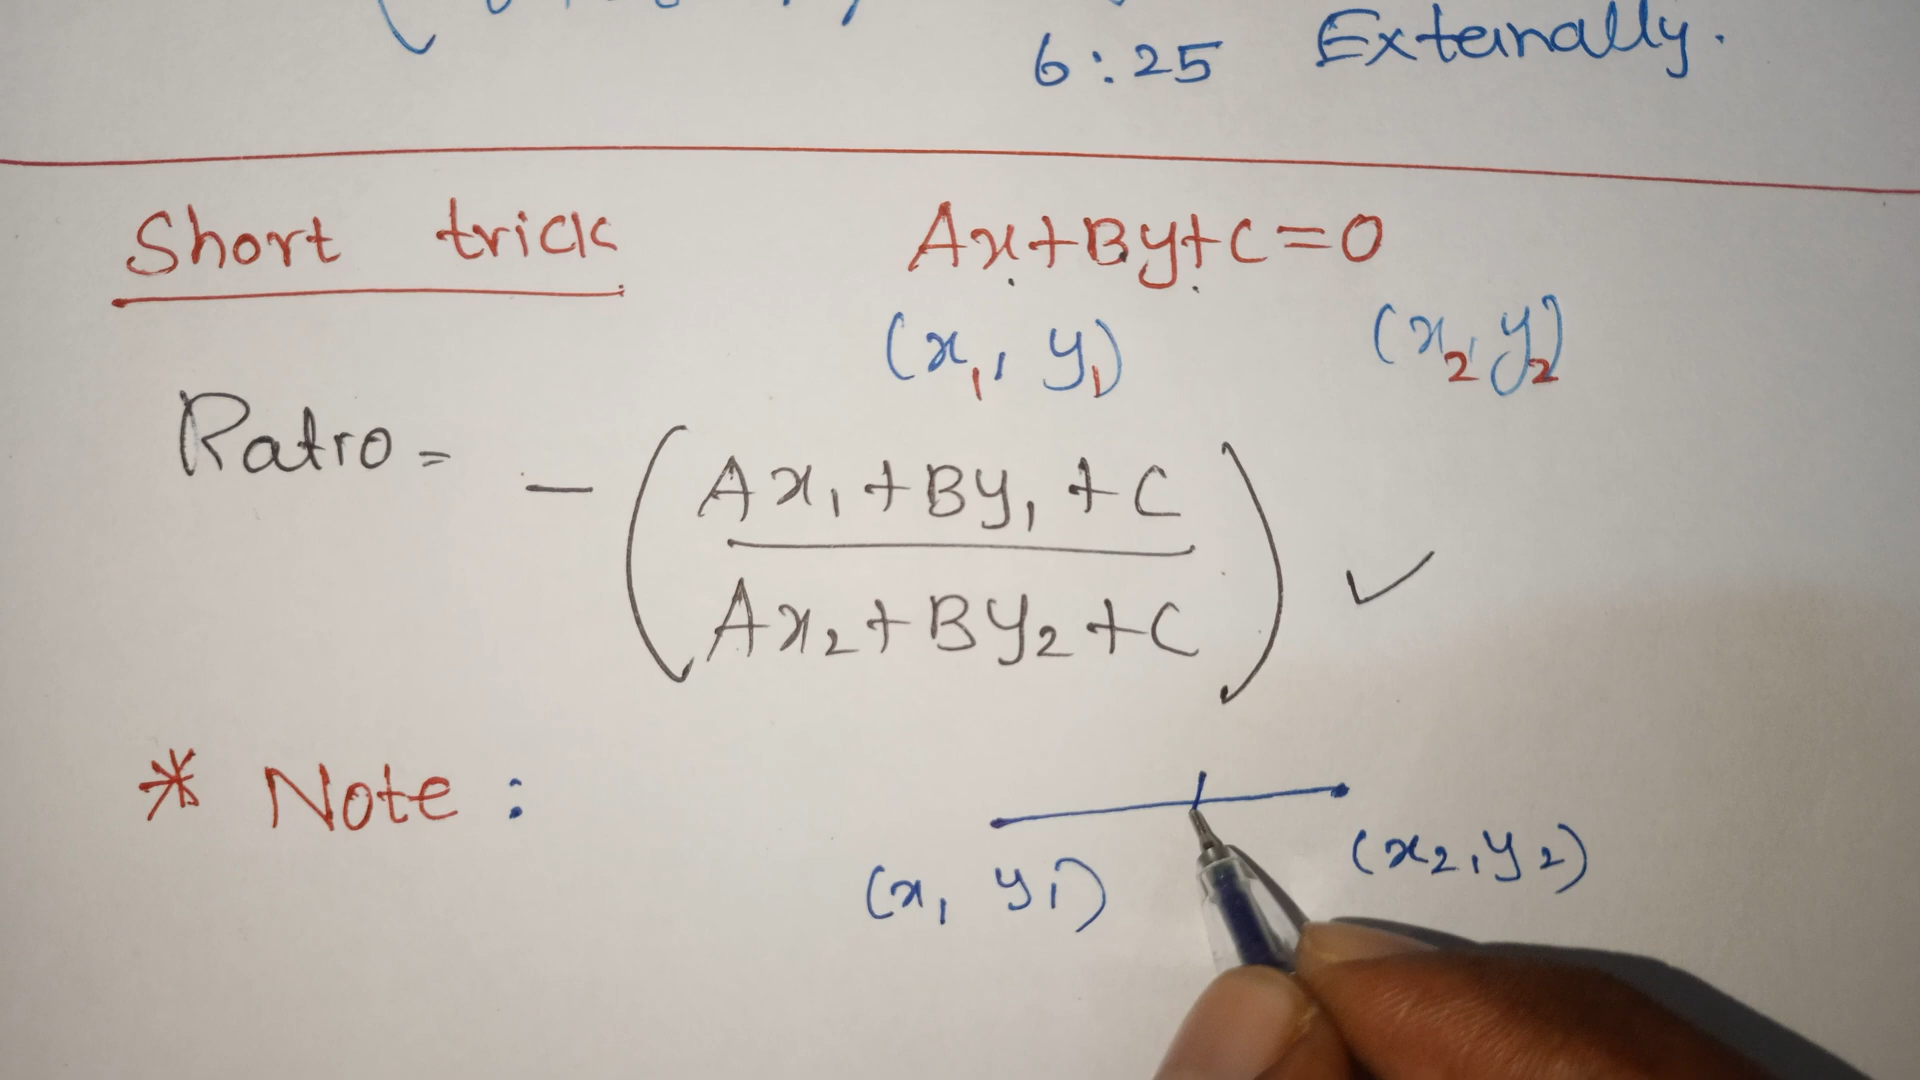 6:25 Externally.
Short trick Ax+By+C=0
(x₁, y₁) (x₂, y₂)
Ratio = -(Ax₁+By₁+C / Ax₂+By₂+C) ✓
* Note :
(x₁ y₁) (x₂, y₂)